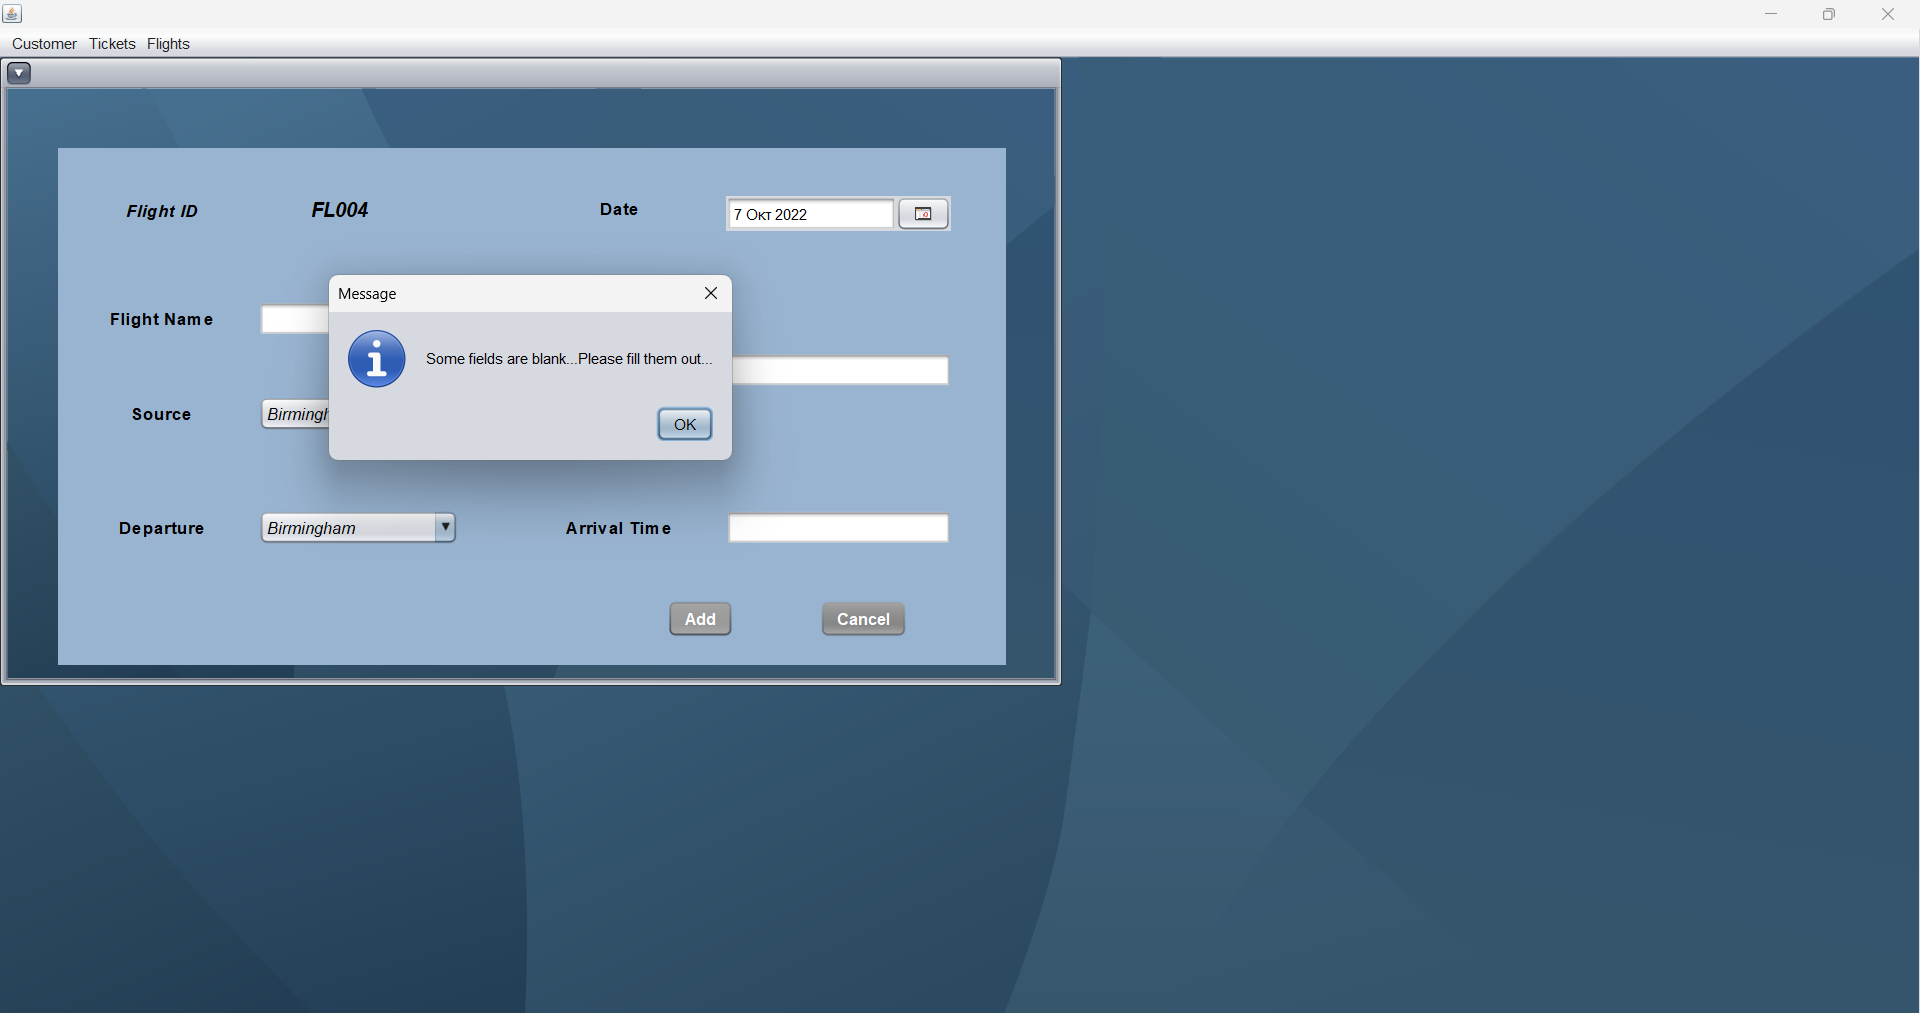 Customer Tickets Flights
Flight ID
FL004
Date
7 Окт 2022
Message
Flight Name
Some fields are blank...Please fill them out...
Source
OK
Departure
Birmingham
Arrival Time
Add
Cancel